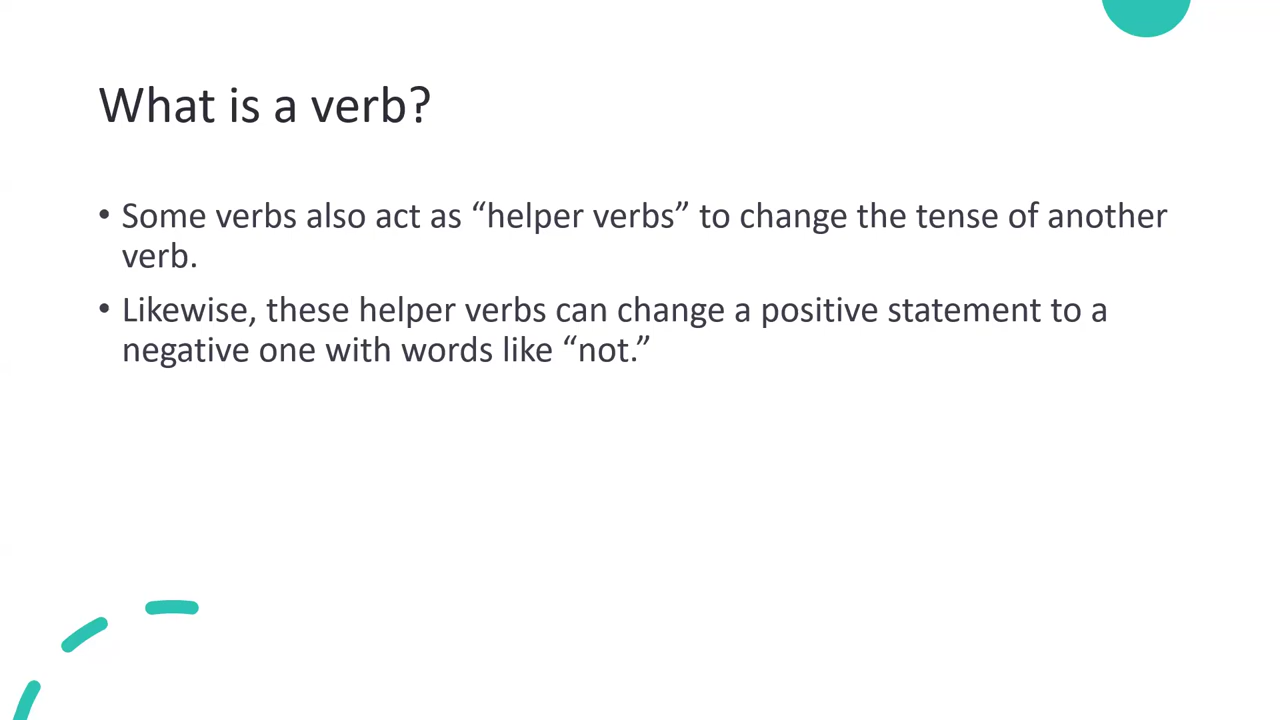 What is a verb?
• Some verbs also act as “helper verbs” to change the tense of another
verb.
• Likewise, these helper verbs can change a positive statement to a
negative one with words like “not.”